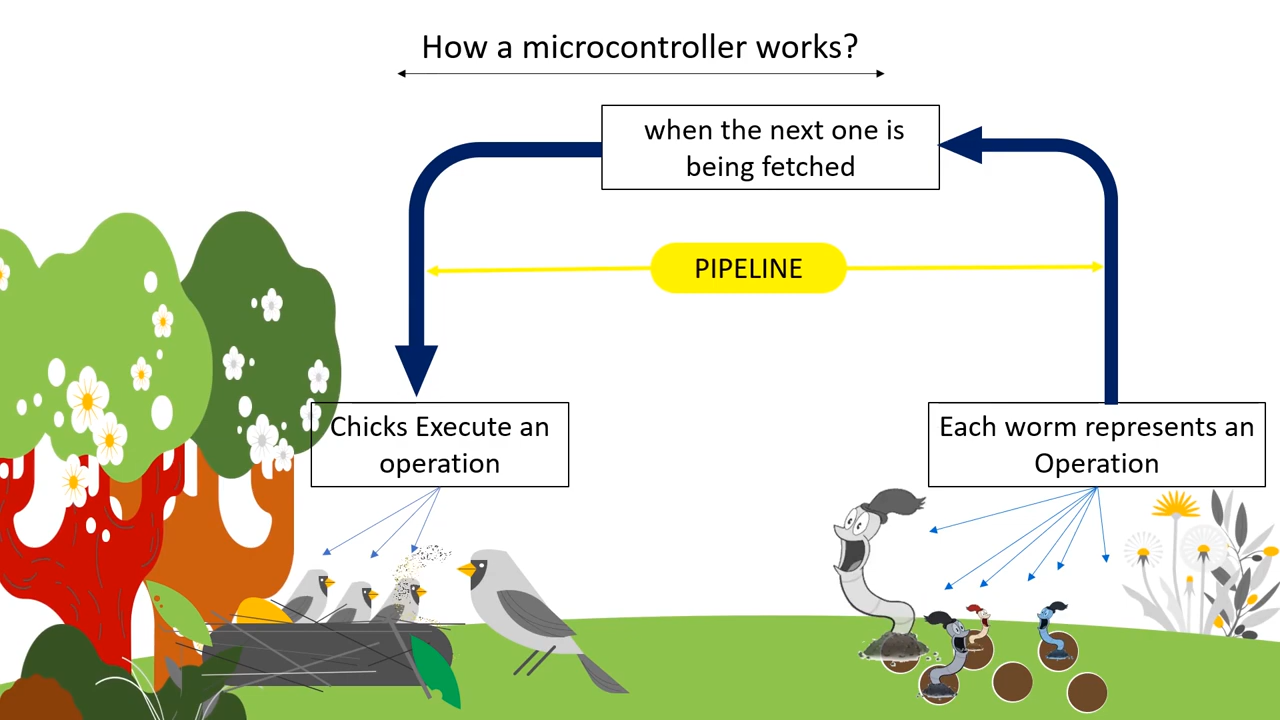 How a microcontroller works?
when the next one is
being fetched
PIPELINE
Chicks Execute an
operation
Each worm represents an
Operation